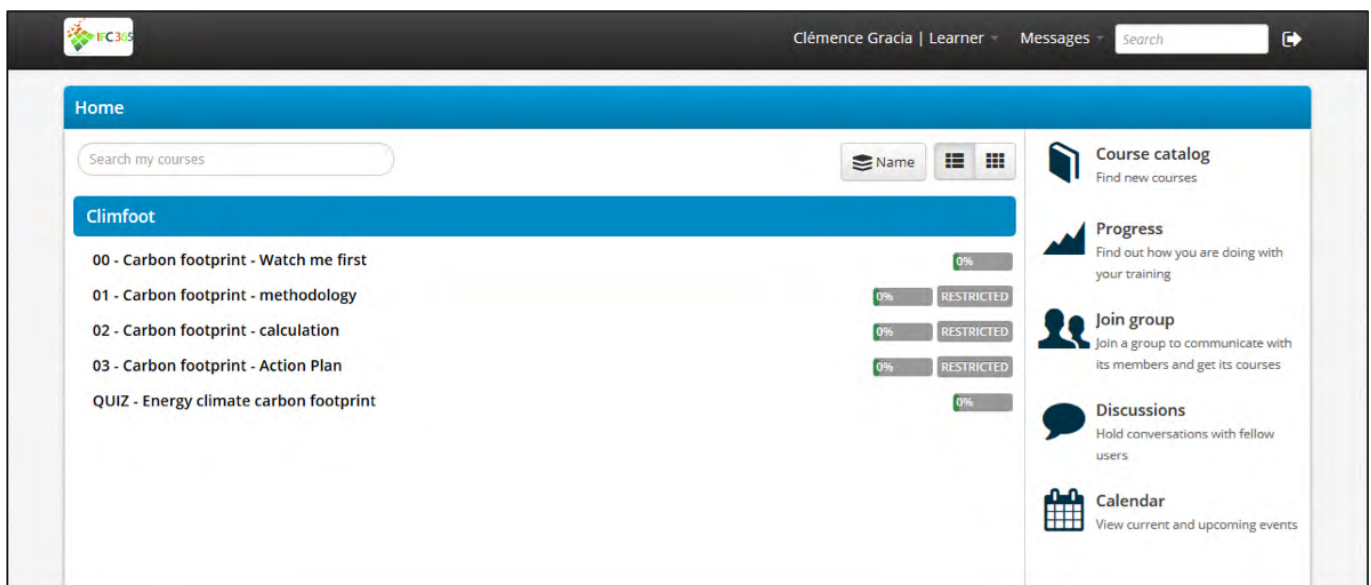 IFC365
Clémence Gracia | Learner
Messages
Search
Home
Search my courses
Name
Climfoot
00 - Carbon footprint - Watch me first
0%
01 - Carbon footprint - methodology
0%
RESTRICTED
02 - Carbon footprint - calculation
0%
RESTRICTED
03 - Carbon footprint - Action Plan
0%
RESTRICTED
QUIZ - Energy climate carbon footprint
0%
Course catalog
Find new courses
Progress
Find out how you are doing with
your training
Join group
Join a group to communicate with
its members and get its courses
Discussions
Hold conversations with fellow
users
Calendar
View current and upcoming events